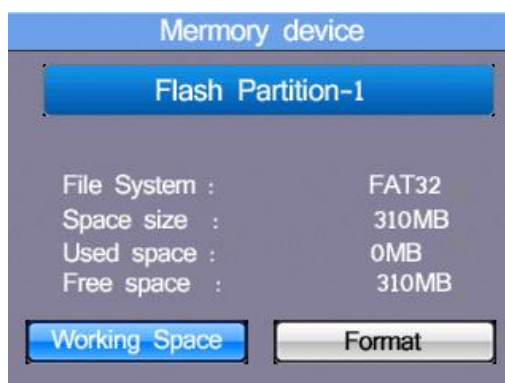 Mermory device
Flash Partition-1
File System : FAT32
Space size : 310MB
Used space : 0MB
Free space : 310MB
Working Space Format